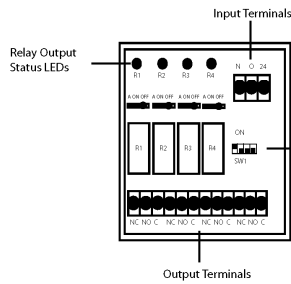 Input Terminals
Relay Output
Status LEDs
R1 R2 R3 R4
N O 24
A ON OFF A ON OFF A ON OFF A ON OFF
R1 R2 R3 R4
ON
SW1
NC NO C NC NO C NC NO C NC NO C
Output Terminals